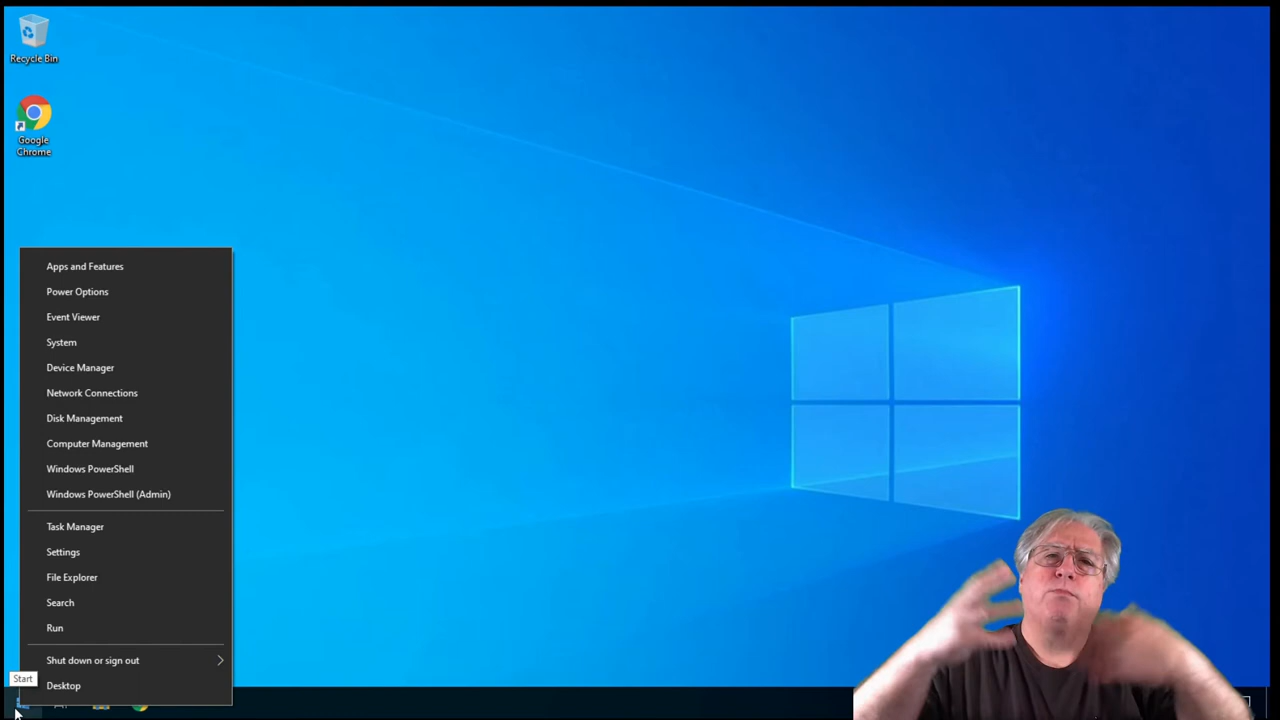 Recycle Bin
Google
Chrome
Apps and Features
Power Options
Event Viewer
System
Device Manager
Network Connections
Disk Management
Computer Management
Windows PowerShell
Windows PowerShell (Admin)
Task Manager
Settings
File Explorer
Search
Run
Shut down or sign out
Start
Desktop